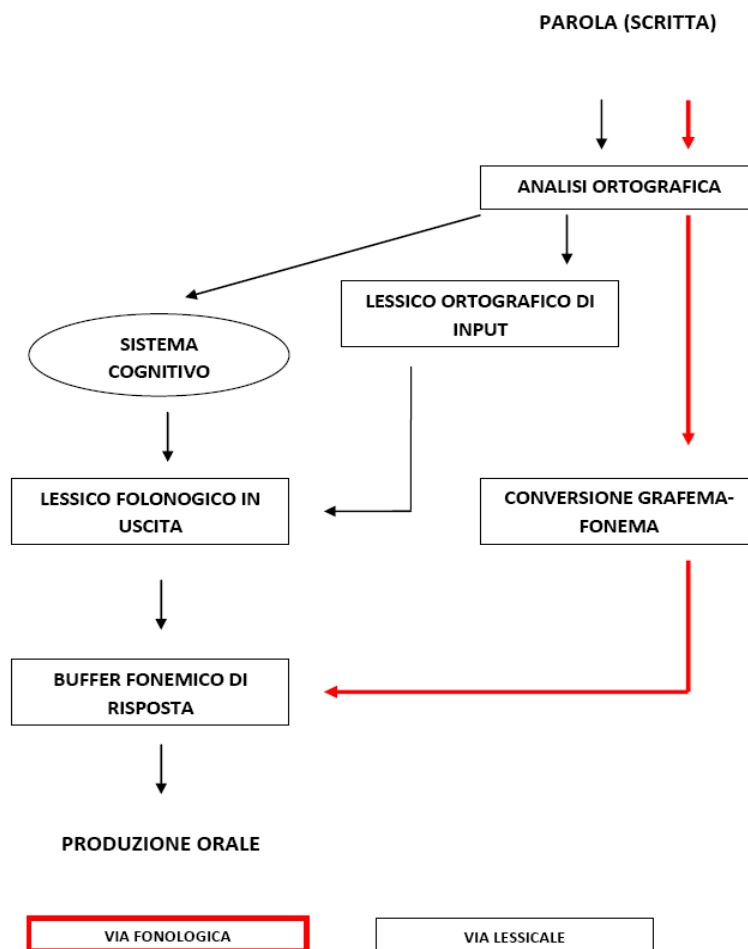 PAROLA (SCRITTA)
ANALISI ORTOGRAFICA
LESSICO ORTOGRAFICO DI
INPUT
SISTEMA
COGNITIVO
LESSICO FOLONOGICO IN
USCITA
CONVERSIONE GRAFEMA-
FONEMA
BUFFER FONEMICO DI
RISPOSTA
PRODUZIONE ORALE
VIA FONOLOGICA
VIA LESSICALE